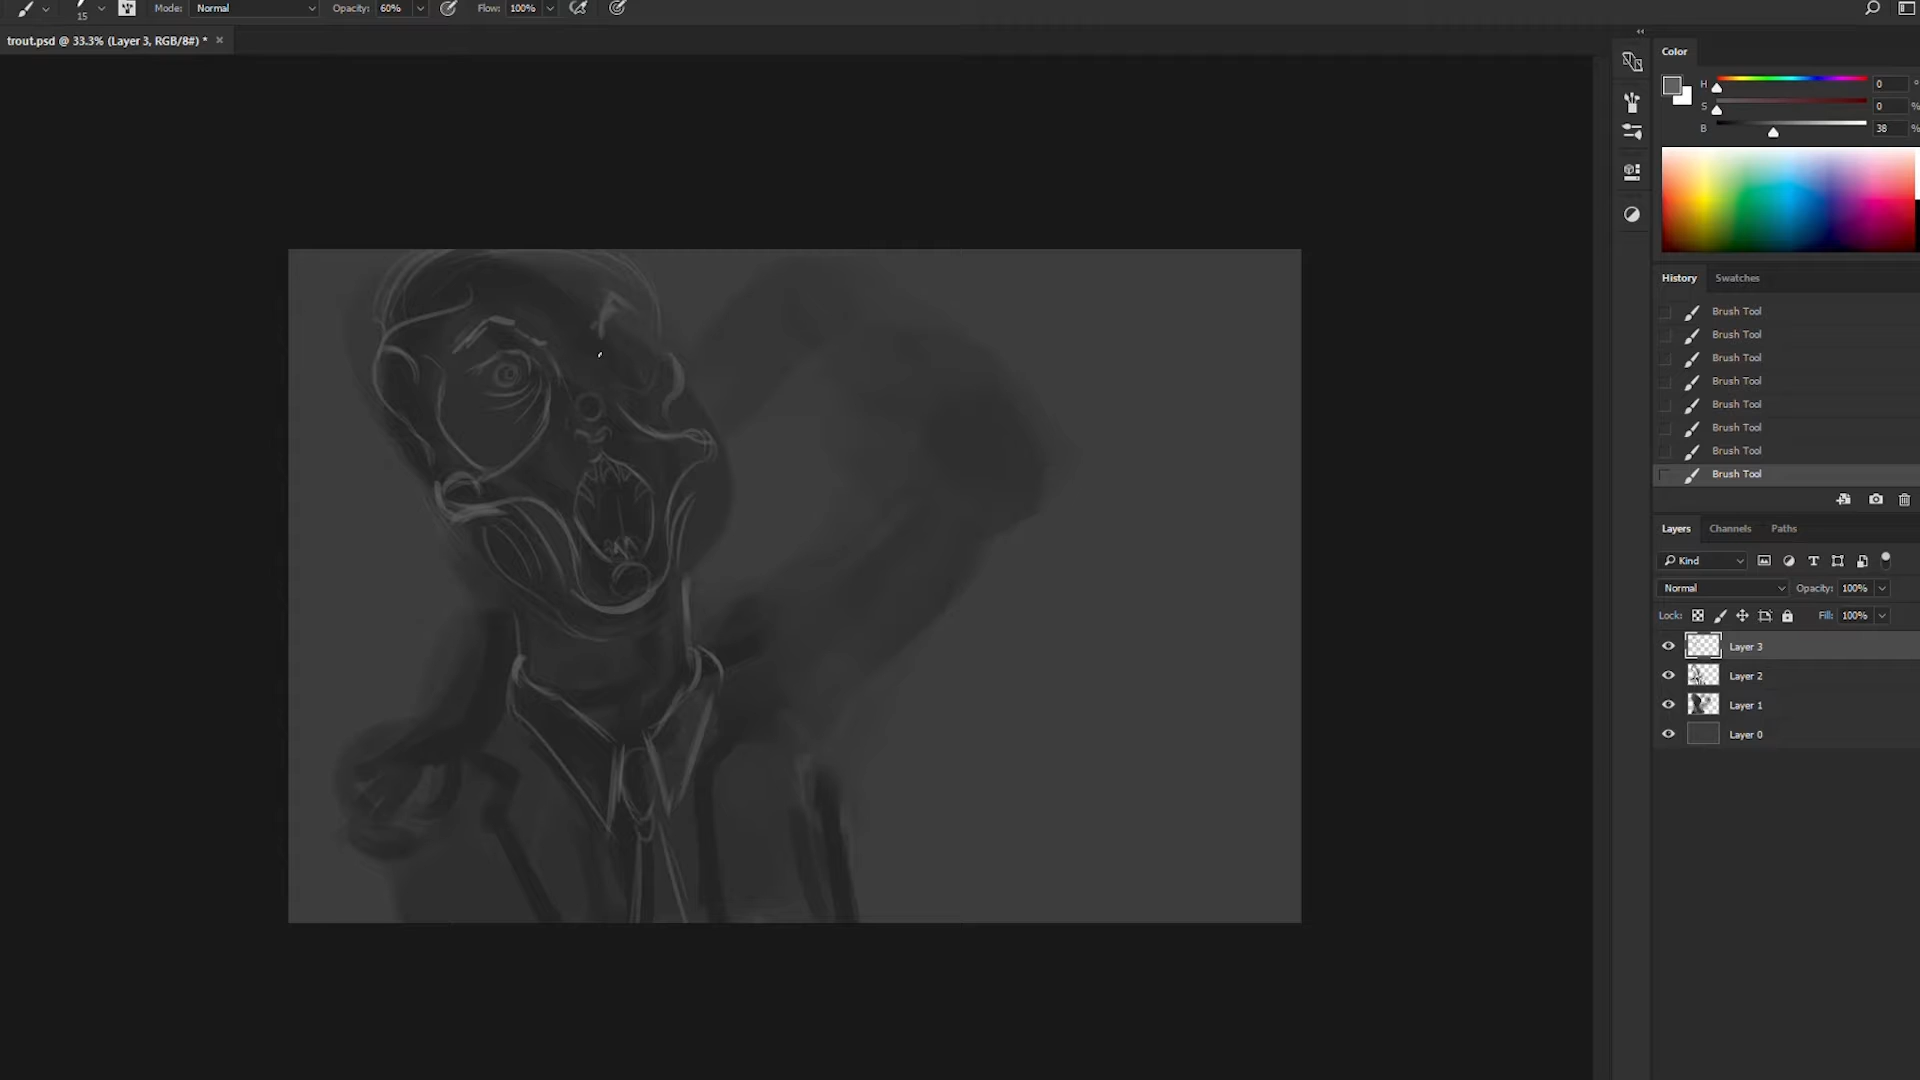 15 Mode: Normal Opacity: 60% Flow: 100%
trout.psd @ 33.3% (Layer 3, RGB/8#) *
Color
H 0 °
S 0 %
B 38 %
History Swatches
Brush Tool
Brush Tool
Brush Tool
Brush Tool
Brush Tool
Brush Tool
Brush Tool
Brush Tool
Layers Channels Paths
Kind
Normal Opacity: 100%
Lock: Fill: 100%
Layer 3
Layer 2
Layer 1
Layer 0